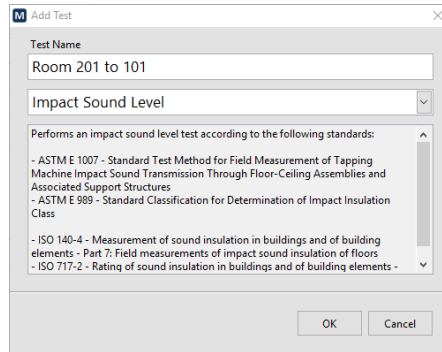 M Add Test
Test Name
Room 201 to 101
Impact Sound Level
Performs an impact sound level test according to the following standards:
- ASTM E 1007 - Standard Test Method for Field Measurement of Tapping
Machine Impact Sound Transmission Through Floor-Ceiling Assemblies and
Associated Support Structures
- ASTM E 989 - Standard Classification for Determination of Impact Insulation
Class
- ISO 140-4 - Measurement of sound insulation in buildings and of building
elements - Part 7: Field measurements of impact sound insulation of floors
- ISO 717-2 - Rating of sound insulation in buildings and of building elements -
OK Cancel